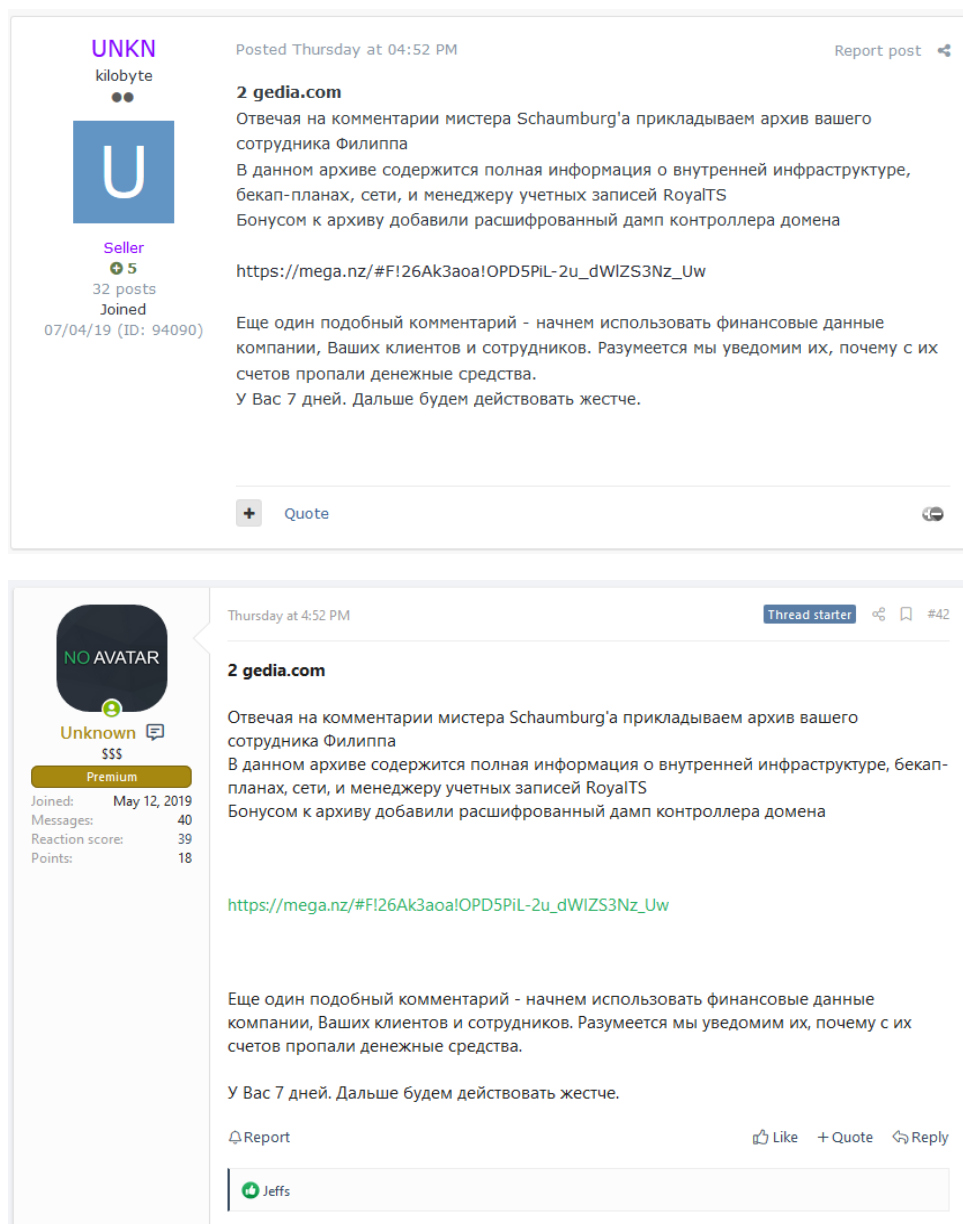 UNKN
kilobyte
U
Seller
5
32 posts
Joined
07/04/19 (ID: 94090)
Posted Thursday at 04:52 PM
Report post
2 gedia.com
Отвечая на комментарии мистера Schaumburg'a прикладываем архив вашего
сотрудника Филиппа
В данном архиве содержится полная информация о внутренней инфраструктуре,
бекап-планах, сети, и менеджеру учетных записей RoyalTS
Бонусом к архиву добавили расшифрованный дамп контроллера домена
https://mega.nz/#F!26Ak3aoa!OPD5PiL-2u_dWlZS3Nz_Uw
Еще один подобный комментарий - начнем использовать финансовые данные
компании, Ваших клиентов и сотрудников. Разумеется мы уведомим их, почему с их
счетов пропали денежные средства.
У Вас 7 дней. Дальше будем действовать жестче.
+ Quote
NO AVATAR
Unknown
$$$
Premium
Joined: May 12, 2019
Messages: 40
Reaction score: 39
Points: 18
Thursday at 4:52 PM
Thread starter
#42
2 gedia.com
Отвечая на комментарии мистера Schaumburg'a прикладываем архив вашего
сотрудника Филиппа
В данном архиве содержится полная информация о внутренней инфраструктуре, бекап-
планах, сети, и менеджеру учетных записей RoyalTS
Бонусом к архиву добавили расшифрованный дамп контроллера домена
https://mega.nz/#F!26Ak3aoa!OPD5PiL-2u_dWlZS3Nz_Uw
Еще один подобный комментарий - начнем использовать финансовые данные
компании, Ваших клиентов и сотрудников. Разумеется мы уведомим их, почему с их
счетов пропали денежные средства.
У Вас 7 дней. Дальше будем действовать жестче.
Report
Like + Quote Reply
Jeffs